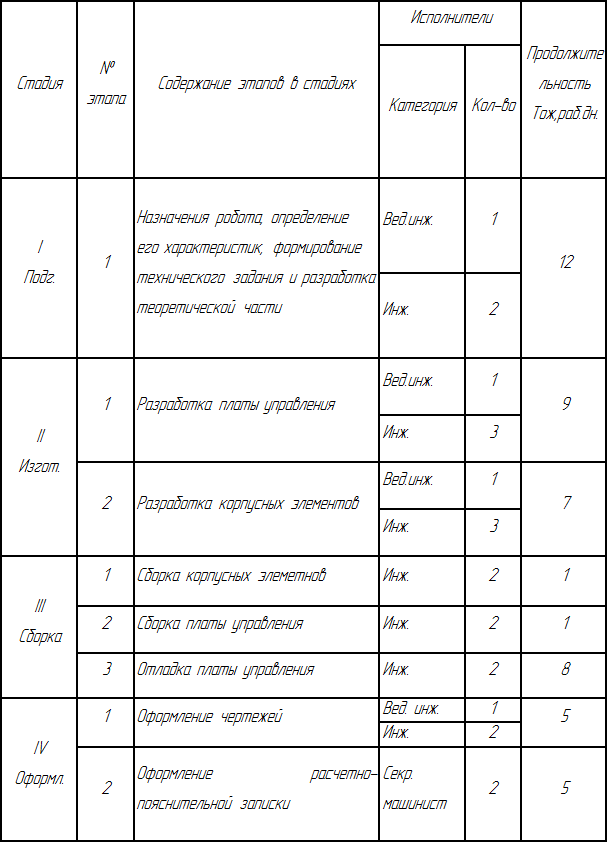 Стадия
№
этапа
Содержание этапов в стадиях
Исполнители
Категория
Кол-во
Продолжите
льность
Тож,раб.дн.
I
Подг.
1
Назначения робота, определение
его характеристик, формирование
технического задания и разработка
теоретической части
Вед.инж.
1
Инж.
2
12
II
Изгот.
1
Разработка платы управления
Вед.инж.
1
Инж.
3
9
2
Разработка корпусных элементов
Вед.инж.
1
Инж.
3
7
III
Сборка
1
Сборка корпусных элеметнов
Инж.
2
1
2
Сборка платы управления
Инж.
2
1
3
Отладка платы управления
Инж.
2
8
IV
Оформл.
1
Оформление чертежей
Вед. инж.
1
Инж.
2
5
2
Оформление расчетно-
пояснительной записки
Секр.
машинист
2
5